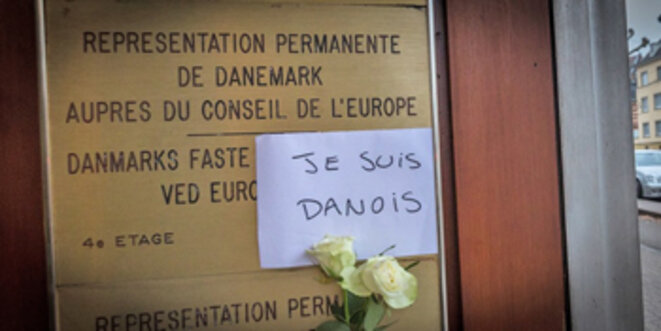 REPRESENTATION PERMANENTE
DE DANEMARK
AUPRES DU CONSEIL DE L'EUROPE
DANMARKS FASTE
VED EURO
JE SUIS
DANOIS
4e ETAGE
REPRESENTATION PERM